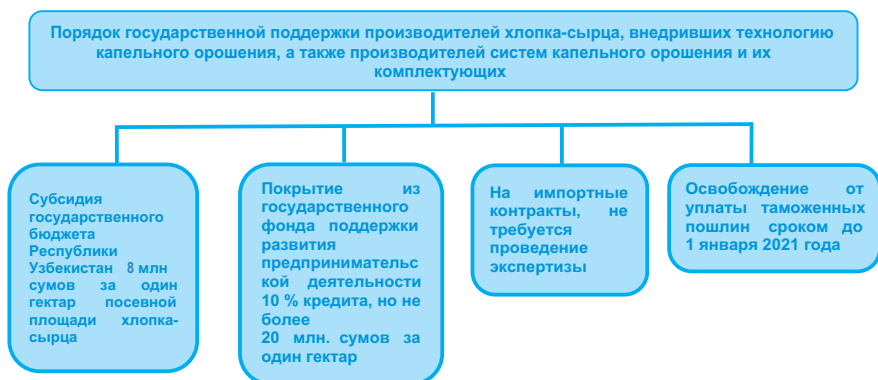 Порядок государственной поддержки производителей хлопка-сырца, внедривших технологию
капельного орошения, а также производителей систем капельного орошения и их
комплектующих
Субсидия
государственного
бюджета
Республики
Узбекистан 8 млн
сумов за один
гектар посевной
площади хлопка-
сырца
Покрытие из
государственного
фонда поддержки
развития
предпринимательс
кой деятельности
10 % кредита, но не
более
20 млн. сумов за
один гектар
На импортные
контракты, не
требуется
проведение
экспертизы
Освобождение от
уплаты таможенных
пошлин сроком до
1 января 2021 года